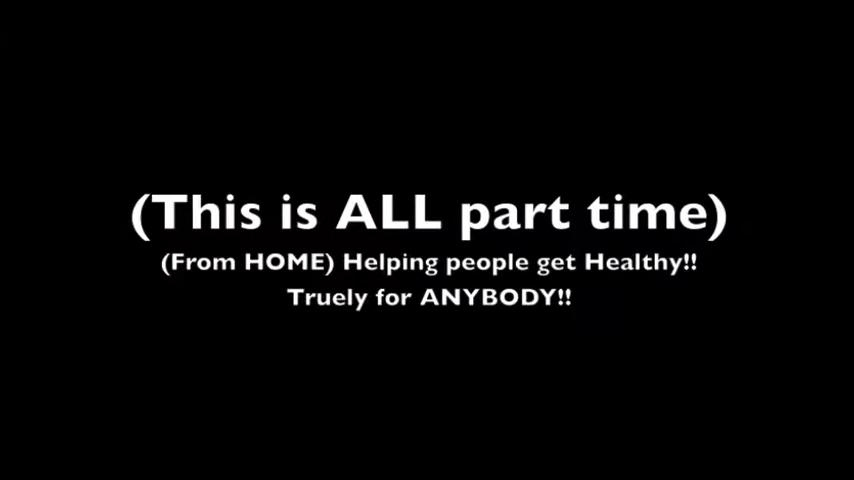 (This is ALL part time)
(From HOME) Helping people get Healthy!!
Truely for ANYBODY!!